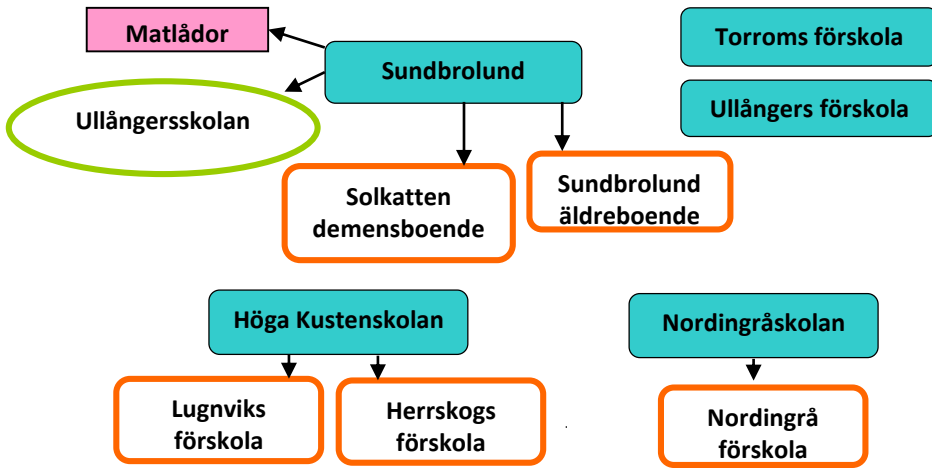 Matlådor
Sundbrolund
Torroms förskola
Ullångers förskola
Ullångersskolan
Solkatten
demensboende
Sundbrolund
äldreboende
Höga Kustenskolan
Nordingråskolan
Lugnviks
förskola
Herrskogs
förskola
Nordingrå
förskola